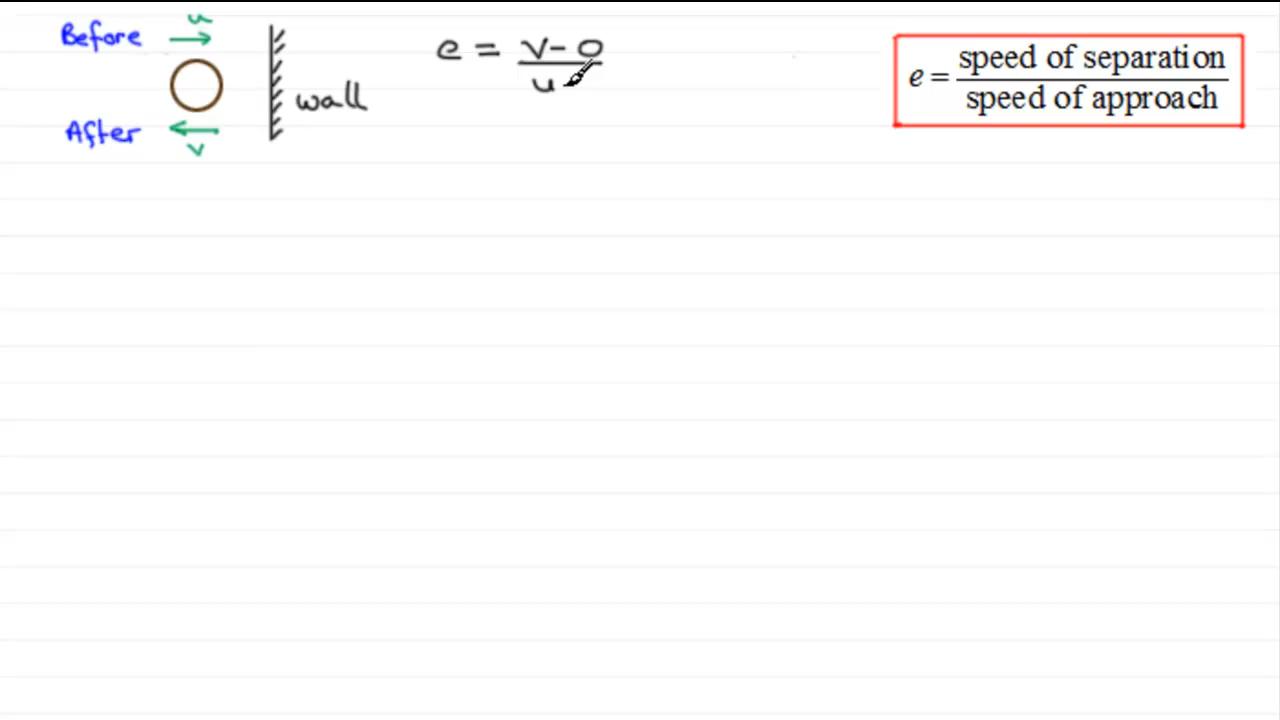 u
Before →
wall
After ←
v
e = v - 0
u
e = speed of separation
speed of approach